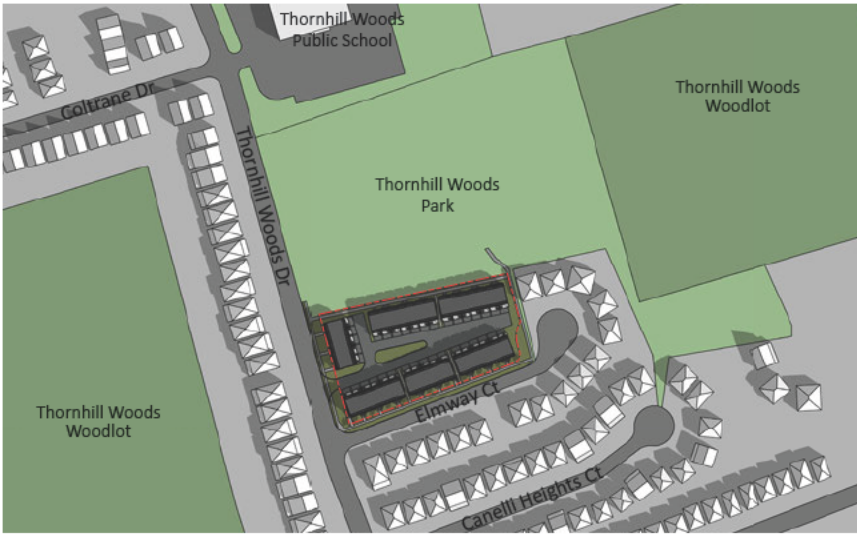 Thornhill Woods
Public School
Coltrane Dr
Thornhill Woods
Woodlot
Thornhill Woods Dr
Thornhill Woods
Park
Thornhill Woods
Woodlot
Elmway Ct
Canelli Heights Ct